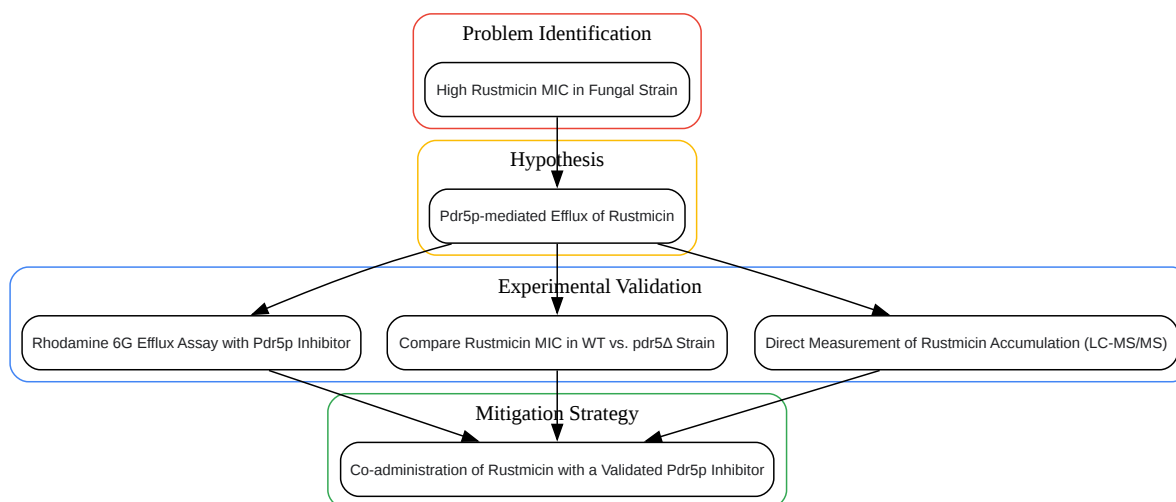 Problem Identification
High Rustmicin MIC in Fungal Strain
Hypothesis
Pdr5p-mediated Efflux of Rustmicin
Experimental Validation
Rhodamine 6G Efflux Assay with Pdr5p Inhibitor
Compare Rustmicin MIC in WT vs. pdr5Δ Strain
Direct Measurement of Rustmicin Accumulation (LC-MS/MS)
Mitigation Strategy
Co-administration of Rustmicin with a Validated Pdr5p Inhibitor